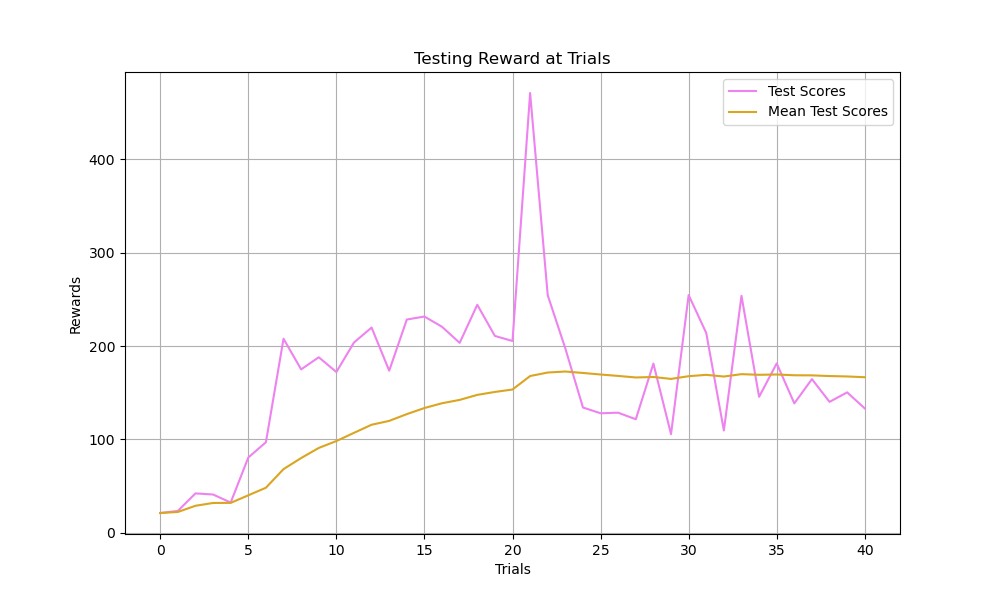 Testing Reward at Trials
Test Scores
Mean Test Scores
400
300
200
100
0
Rewards
0 5 10 15 20 25 30 35 40
Trials